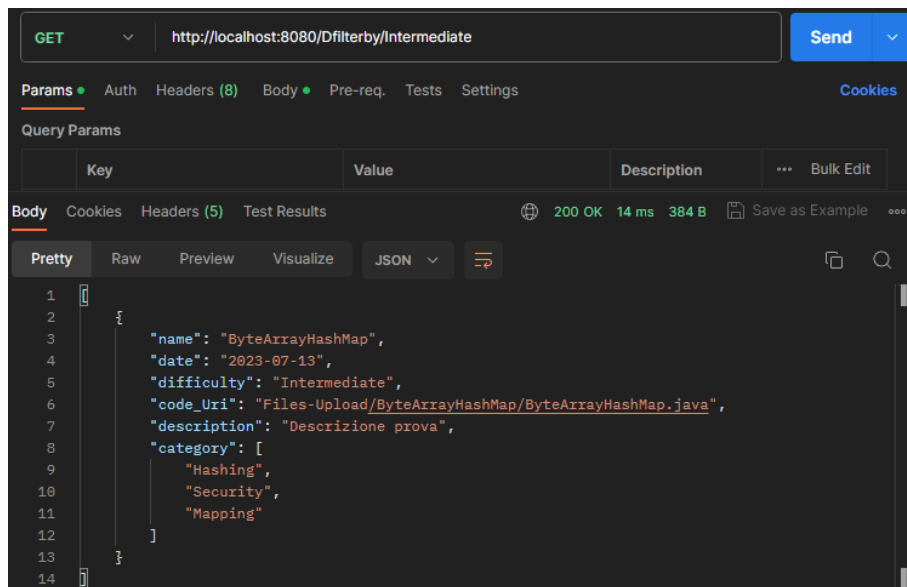 GET http://localhost:8080/Dfilterby/Intermediate Send
Params Auth Headers (8) Body Pre-req. Tests Settings Cookies
Query Params
Key Value Description ••• Bulk Edit
Body Cookies Headers (5) Test Results 200 OK 14 ms 384 B Save as Example •••
Pretty Raw Preview Visualize JSON
1 [
2 {
3 "name": "ByteArrayHashMap",
4 "date": "2023-07-13",
5 "difficulty": "Intermediate",
6 "code_Uri": "Files-Upload/ByteArrayHashMap/ByteArrayHashMap.java",
7 "description": "Descrizione prova",
8 "category": [
9 "Hashing",
10 "Security",
11 "Mapping"
12 ]
13 }
14 ]